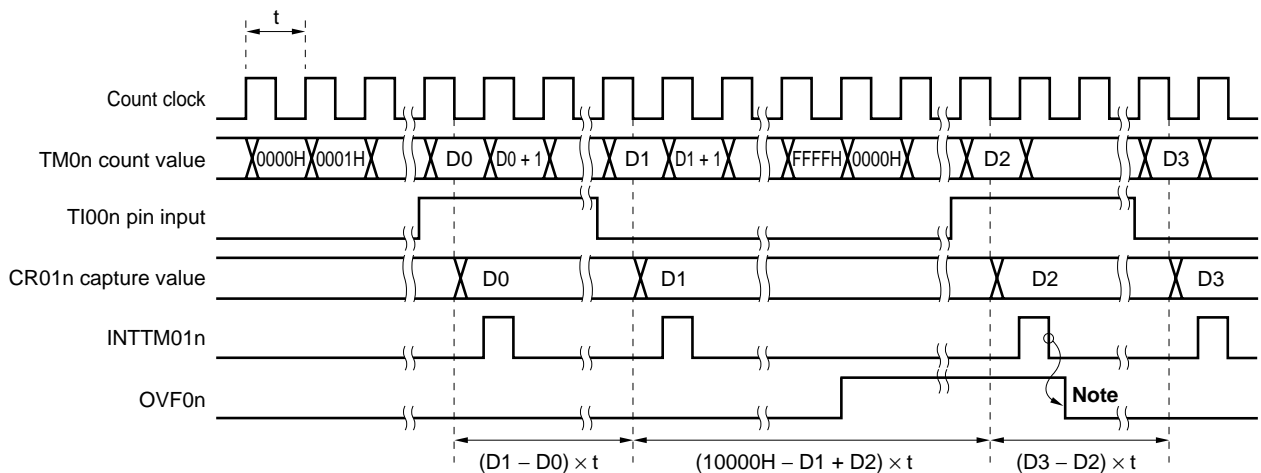 t
Count clock
TM0n count value 0000H 0001H D0 D0 + 1 D1 D1 + 1 FFFFH 0000H D2 D3
TI00n pin input
CR01n capture value D0 D1 D2 D3
INTTM01n
OVF0n Note
(D1 − D0) × t (10000H − D1 + D2) × t (D3 − D2) × t